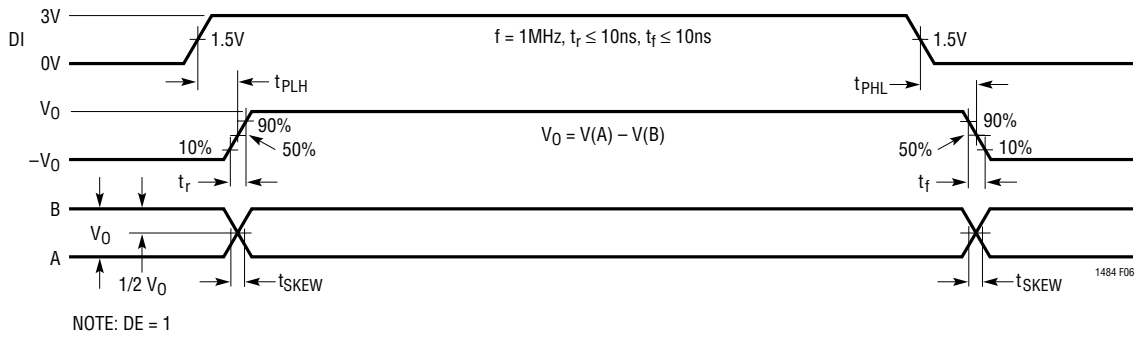 3V
DI
1.5V
f = 1MHz, tr ≤ 10ns, tf ≤ 10ns
1.5V
0V
tPLH
tPHL
VO
90%
VO = V(A) – V(B)
90%
10%
50%
50%
10%
–VO
tr
tf
B
VO
A
1/2 VO
tSKEW
tSKEW
1484 F06
NOTE: DE = 1